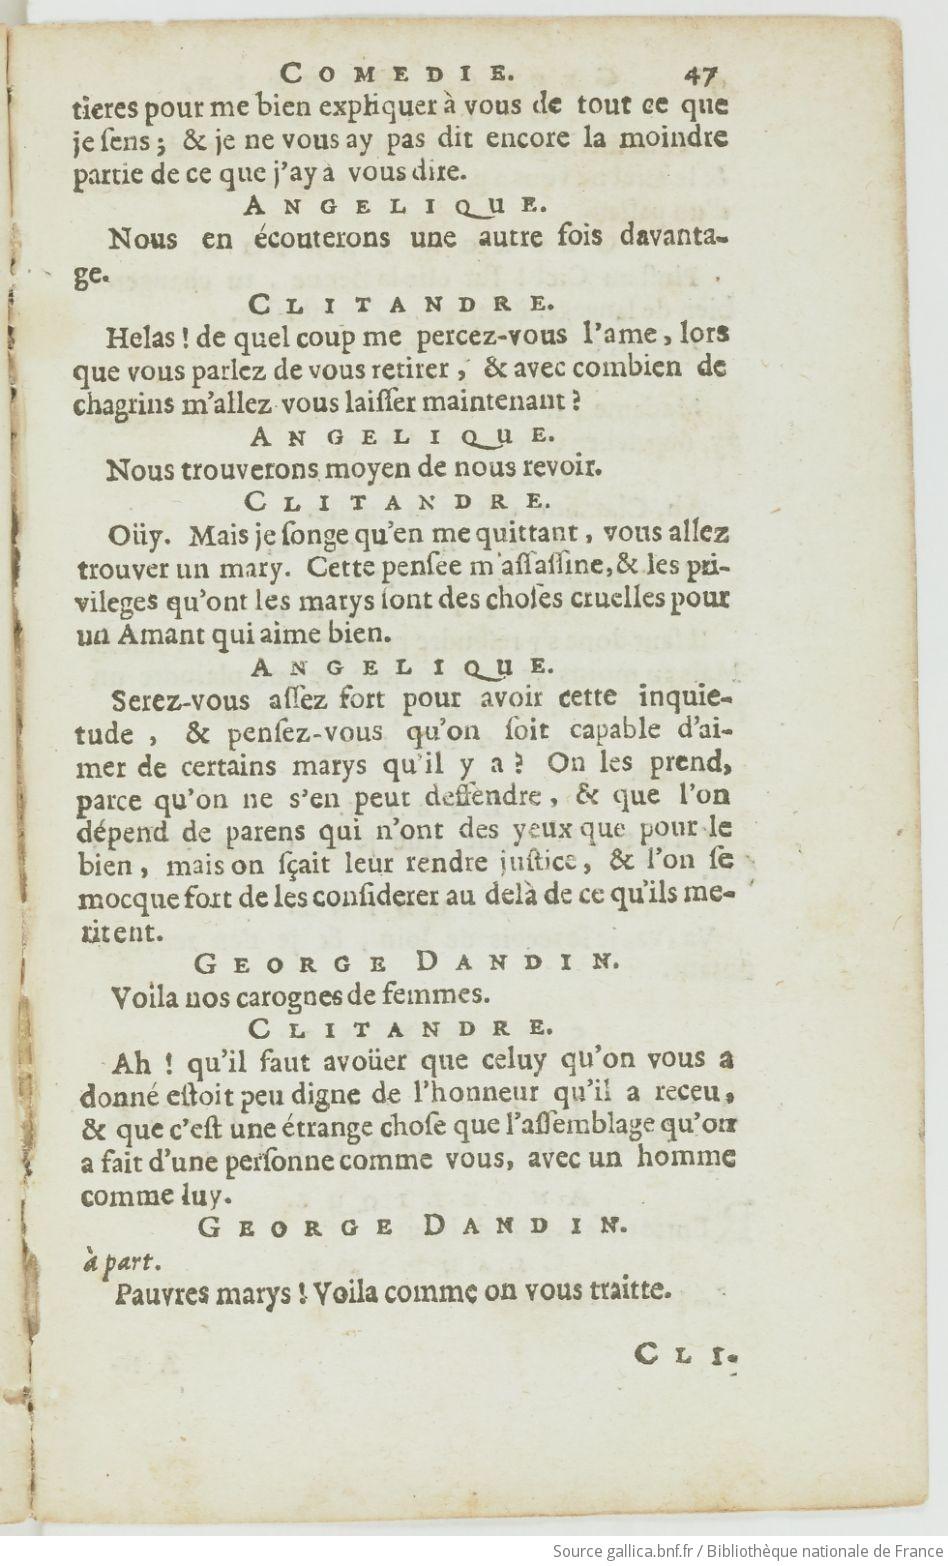 COMEDIE. 47
tieres pour me bien expliquer à vous de tout ce que
je ſens; & je ne vous ay pas dit encore la moindre
partie de ce que j'ay à vous dire.
ANGELIQUE.
Nous en écouterons une autre fois davanta-
ge.
CLITANDRE.
Helas! de quel coup me percez-vous l'ame, lors
que vous parlez de vous retirer, & avec combien de
chagrins m'allez vous laiſſer maintenant?
ANGELIQUE.
Nous trouverons moyen de nous revoir.
CLITANDRE.
Oüy. Mais je ſonge qu'en me quittant, vous allez
trouver un mary. Cette penſée m'aſſaſſine, & les pri-
vileges qu'ont les marys ſont des choſes cruelles pour
un Amant qui aime bien.
ANGELIQUE.
Serez-vous aſſez fort pour avoir cette inquie-
tude, & penſez-vous qu'on ſoit capable d'ai-
mer de certains marys qu'il y a? On les prend,
parce qu'on ne s'en peut deffendre, & que l'on
dépend de parens qui n'ont des yeux que pour le
bien, mais on ſçait leur rendre juſtice, & l'on ſe
mocque fort de les conſiderer au delà de ce qu'ils me-
ritent.
GEORGE DANDIN.
Voila nos carognes de femmes.
CLITANDRE.
Ah! qu'il faut avoüer que celuy qu'on vous a
donné eſtoit peu digne de l'honneur qu'il a receu,
& que c'eſt une étrange choſe que l'aſſemblage qu'on
a fait d'une perſonne comme vous, avec un homme
comme luy.
GEORGE DANDIN.
à part.
Pauvres marys! Voila comme on vous traitte.
CLI-
Source gallica.bnf.fr / Bibliothèque nationale de France